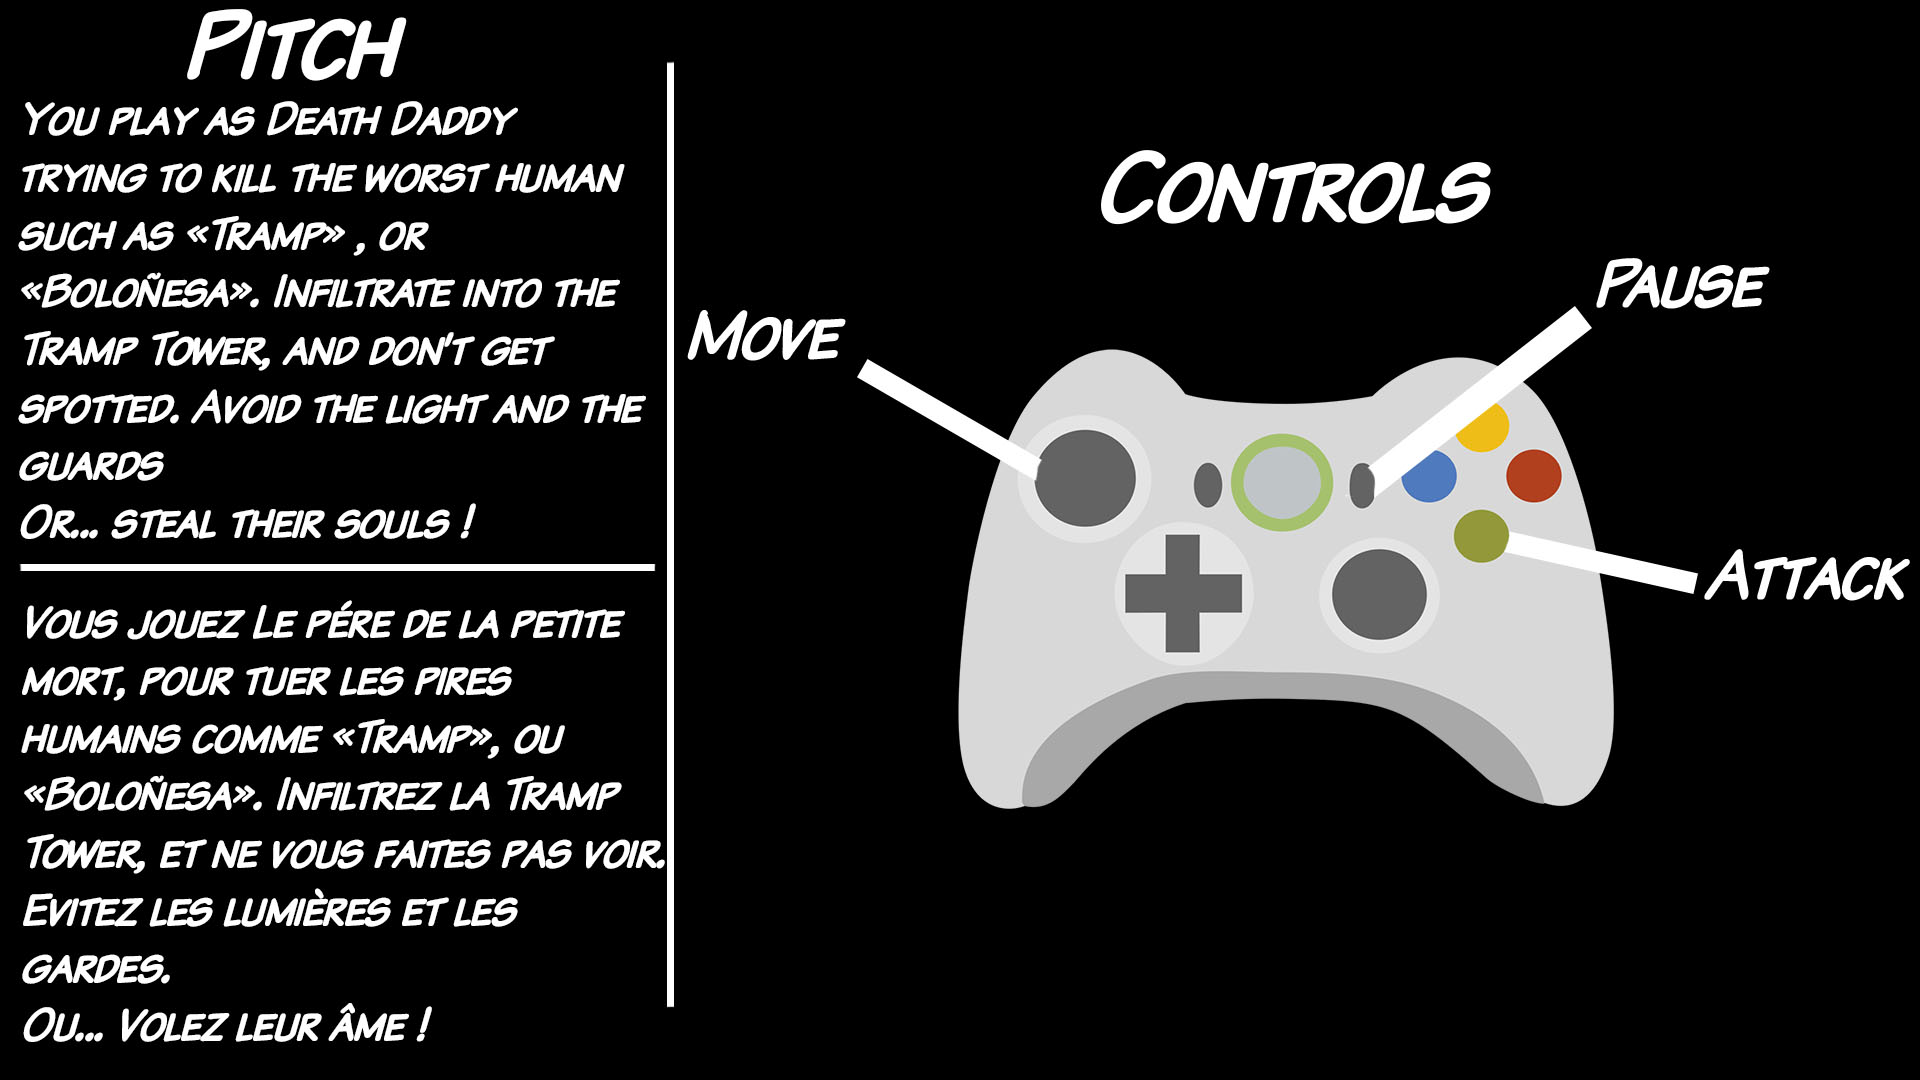 Pitch
You play as Death Daddy
trying to kill the worst human
such as «Tramp» , or
«Boloñesa». Infiltrate into the
Tramp Tower, and don't get
spotted. Avoid the light and the
guards
Or... steal their souls !
Vous jouez Le pére de la petite
mort, pour tuer les pires
humains comme «Tramp», ou
«Boloñesa». Infiltrez la Tramp
Tower, et ne vous faites pas voir.
Evitez les lumières et les
gardes.
Ou... Volez leur âme !
Controls
Pause
Move
Attack